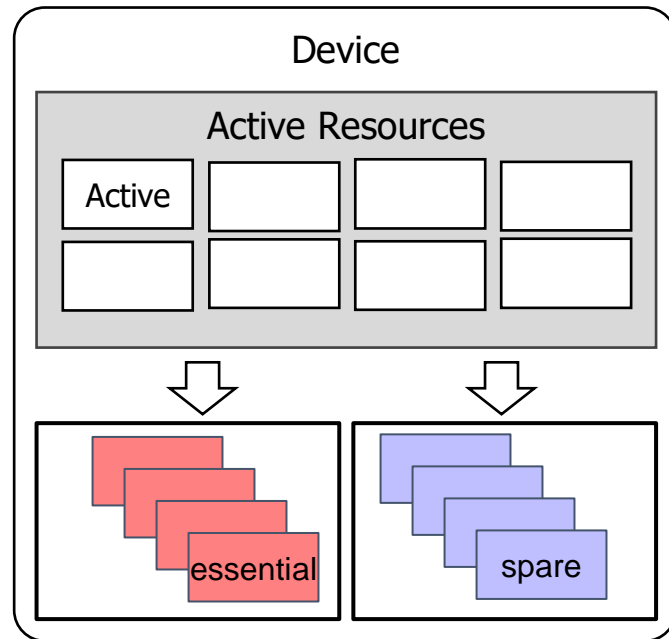 Device
Active Resources
Active
essential
spare